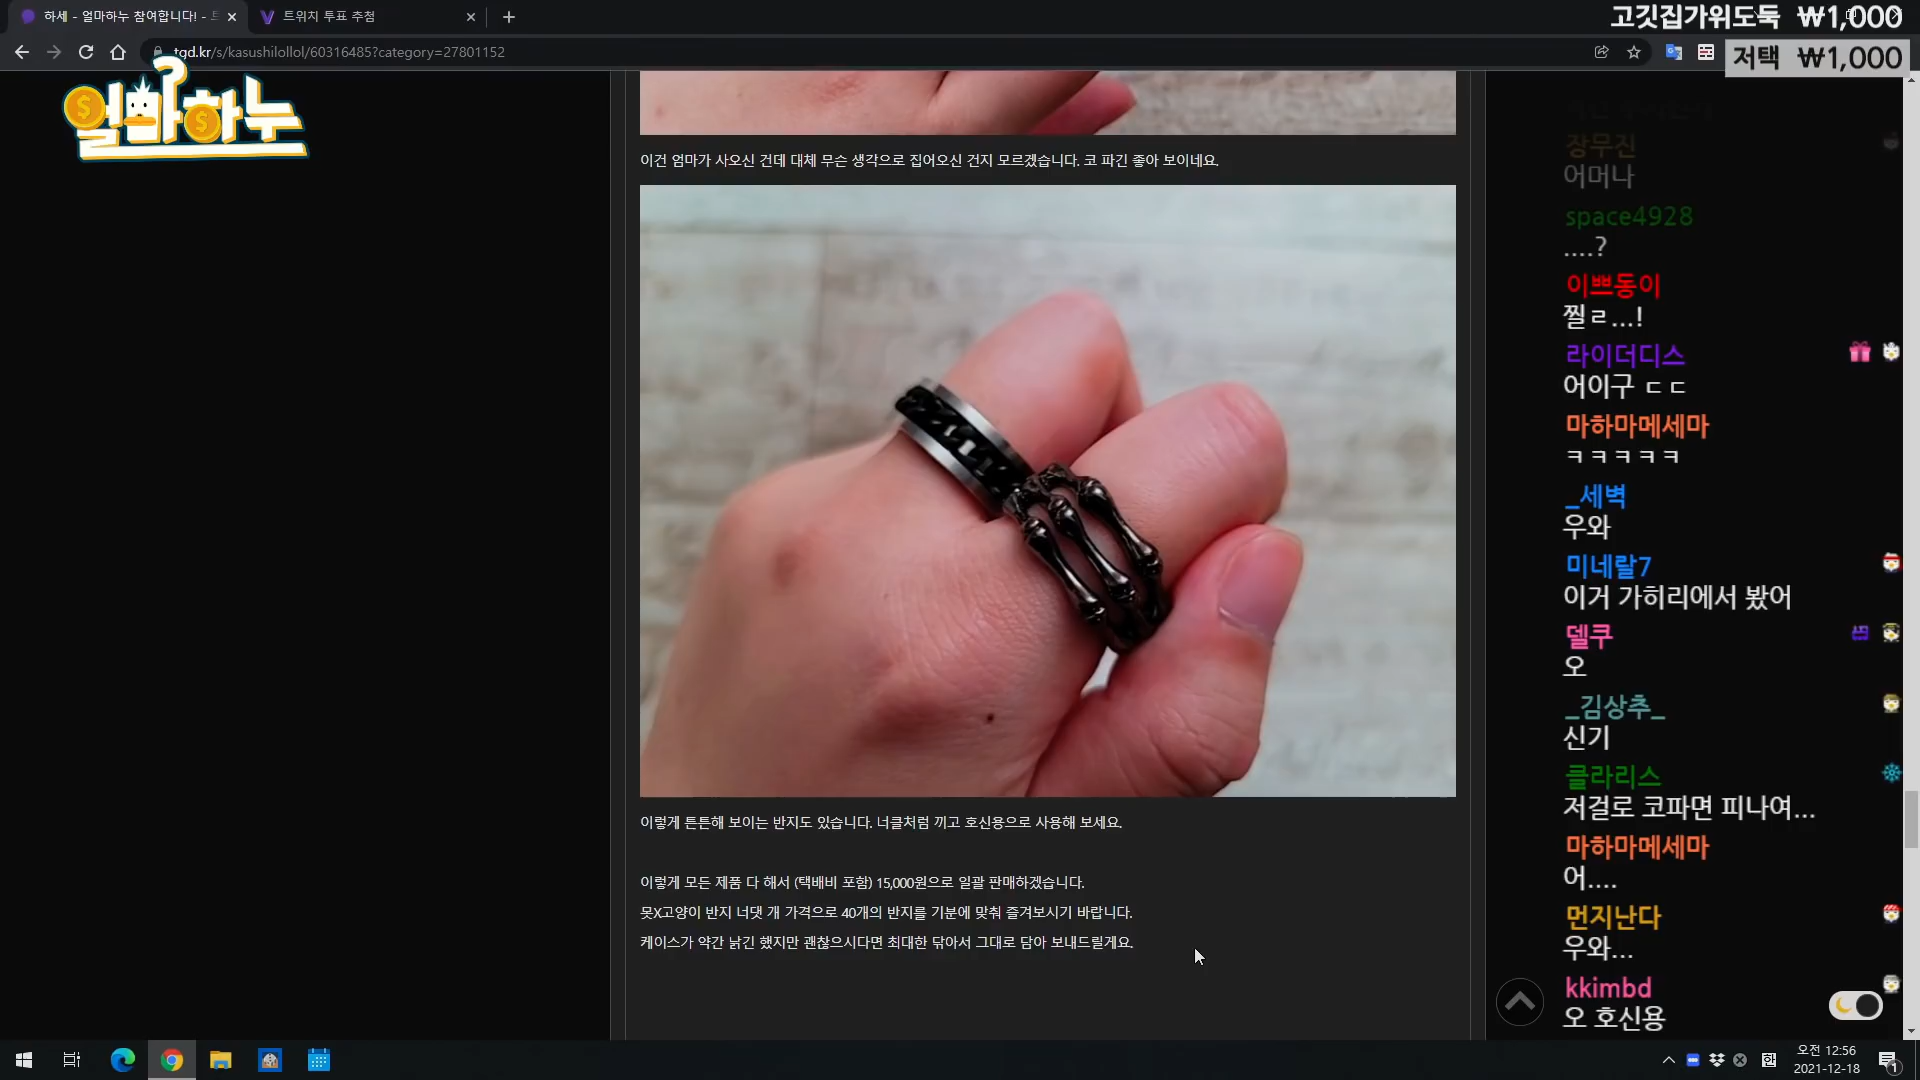 하세 - 얼마하누 참여합니다! - 트
트위치 투표 추첨
고깃집가위도둑 ₩1,000
tgd.kr/s/kasushilollol/60316485?category=27801152
저택 ₩1,000
얼마하누?
이건 엄마가 사오신 건데 대체 무슨 생각으로 집어오신 건지 모르겠습니다. 코 파긴 좋아 보이네요.
이렇게 튼튼해 보이는 반지도 있습니다. 너클처럼 끼고 호신용으로 사용해 보세요.
이렇게 모든 제품 다 해서 (택배비 포함) 15,000원으로 일괄 판매하겠습니다.
못X고양이 반지 너댓 개 가격으로 40개의 반지를 기분에 맞춰 즐겨보시기 바랍니다.
케이스가 약간 낡긴 했지만 괜찮으시다면 최대한 닦아서 그대로 담아 보내드릴게요.
장무진
어머나
space4928
....?
이쁘동이
찔ㄹ...!
라이더디스
어이구 ㄷㄷ
마하마메세마
ㅋㅋㅋㅋㅋ
_세벽
우와
미네랄7
이거 가히리에서 봤어
델쿠
오
_김상추_
신기
클라리스
저걸로 코파면 피나여...
마하마메세마
어....
먼지난다
우와...
kkimbd
오 호신용
한
오전 12:56
2021-12-18
1